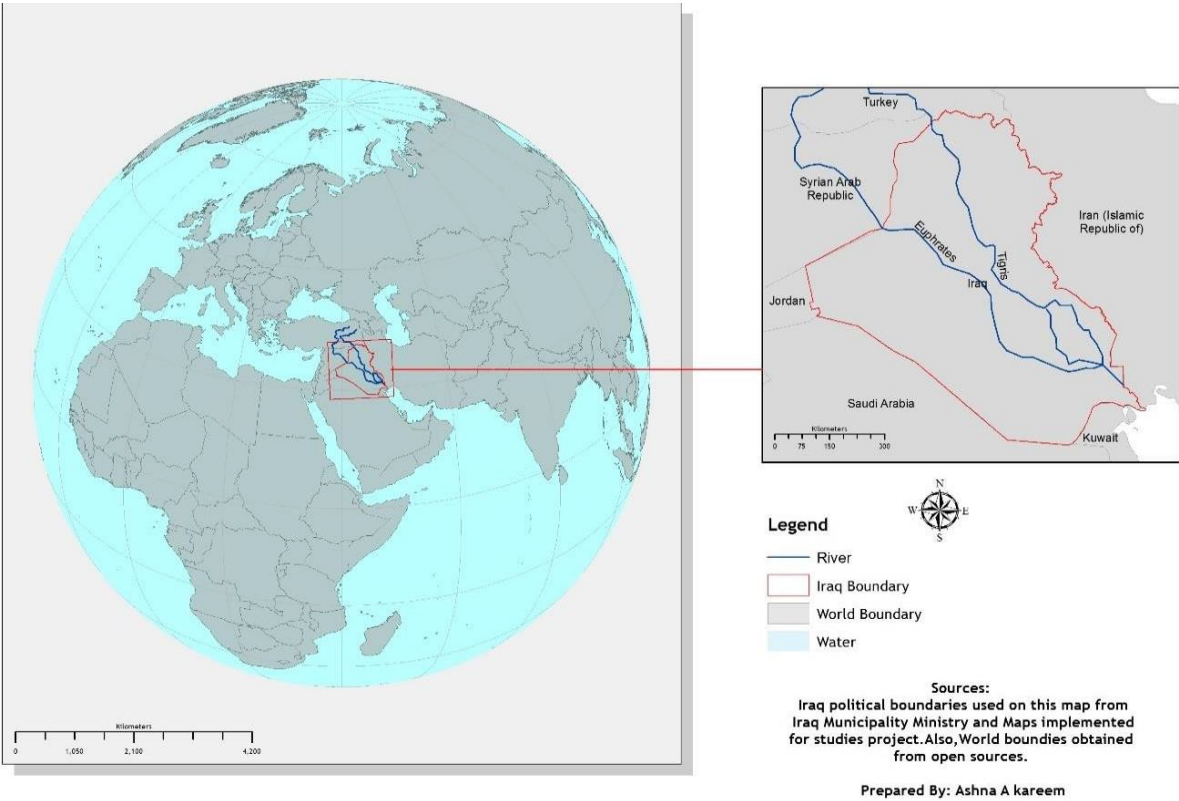 Kilometers
0 1,050 2,100 4,200
Turkey
Syrian Arab
Republic
Iran (Islamic
Republic of)
Euphrates
Tigris
Iraq
Jordan
Saudi Arabia
Kuwait
Kilometers
0 75 150 300
N
W E
S
Legend
River
Iraq Boundary
World Boundary
Water
Sources:
Iraq political boundaries used on this map from
Iraq Municipality Ministry and Maps implemented
for studies project.Also,World boundies obtained
from open sources.
Prepared By: Ashna A kareem